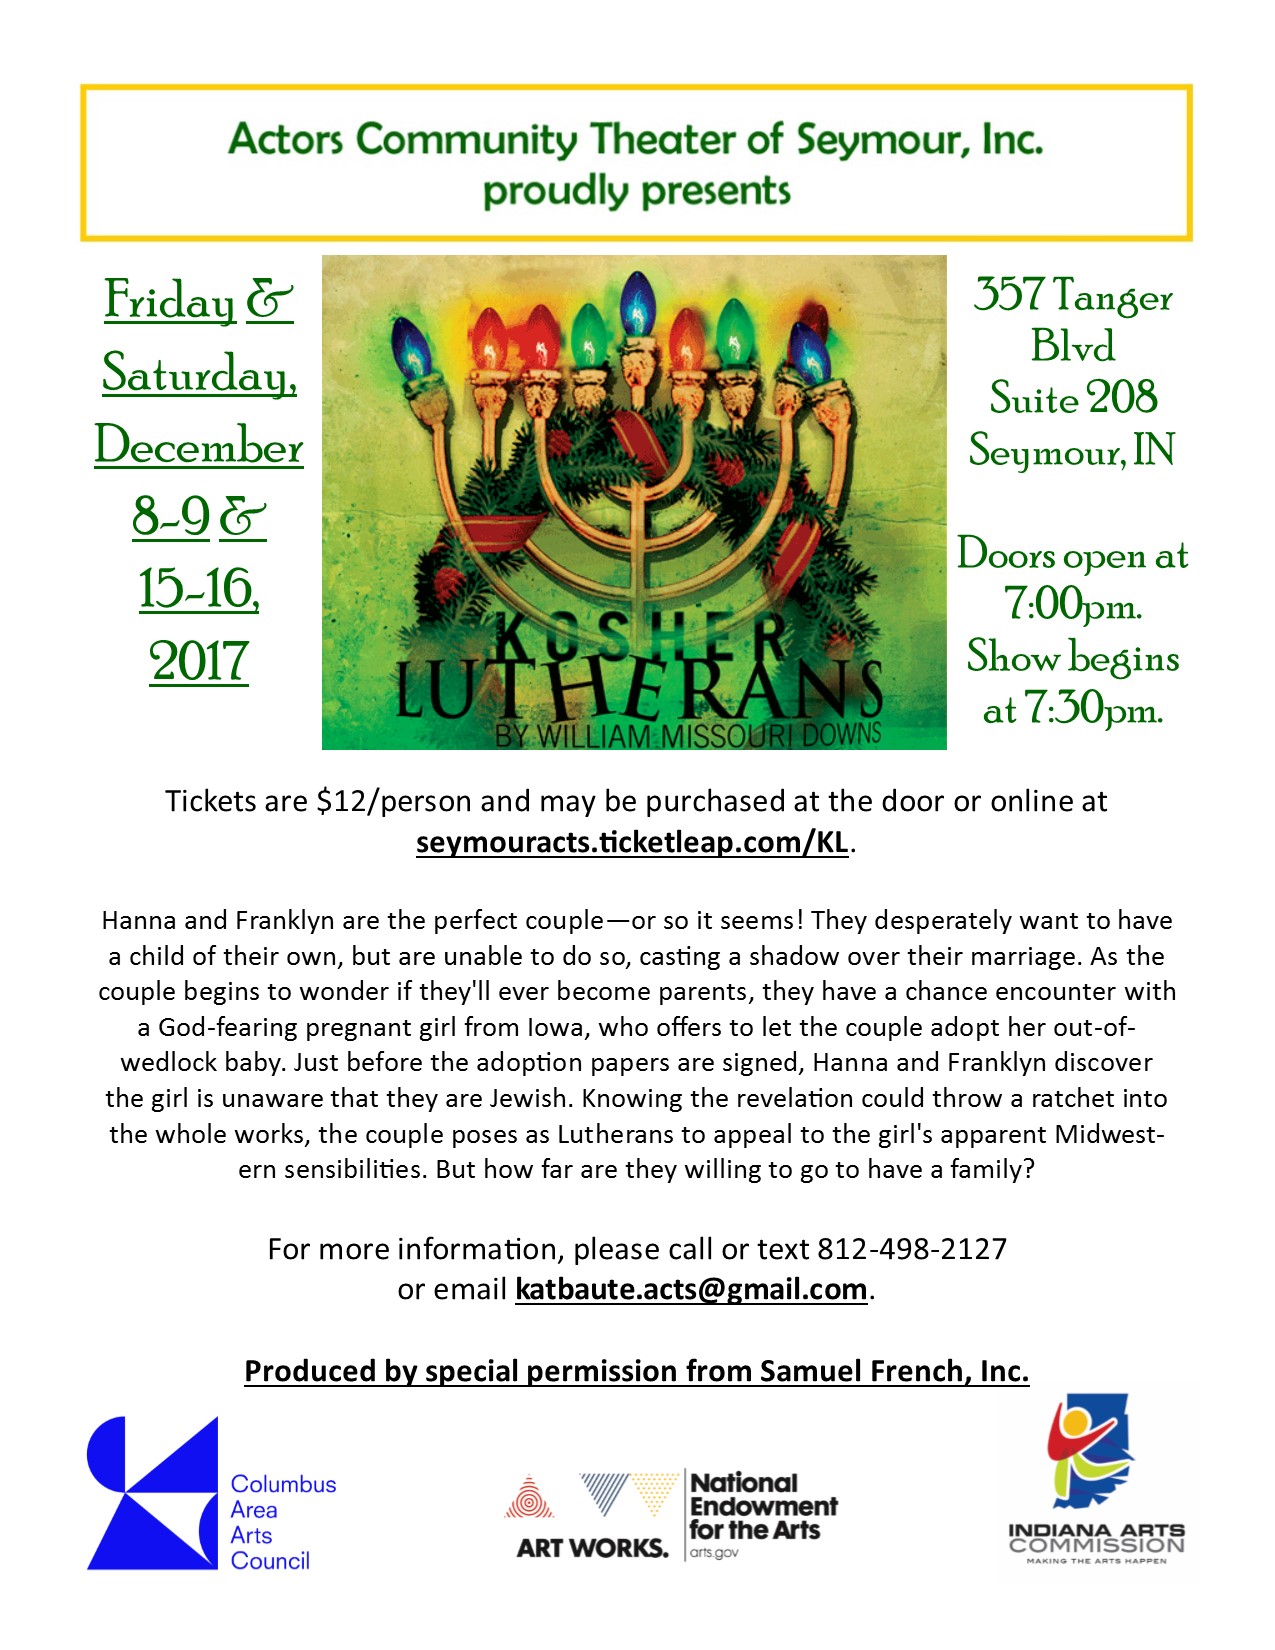 Actors Community Theater of Seymour, Inc.
proudly presents
Friday &
Saturday,
December
8-9 &
15-16,
2017
KOSHER
LUTHERANS
BY WILLIAM MISSOURI DOWNS
357 Tanger
Blvd
Suite 208
Seymour, IN
Doors open at
7:00pm.
Show begins
at 7:30pm.
Tickets are $12/person and may be purchased at the door or online at
seymouracts.ticketleap.com/KL.
Hanna and Franklyn are the perfect couple—or so it seems! They desperately want to have
a child of their own, but are unable to do so, casting a shadow over their marriage. As the
couple begins to wonder if they'll ever become parents, they have a chance encounter with
a God-fearing pregnant girl from Iowa, who offers to let the couple adopt her out-of-
wedlock baby. Just before the adoption papers are signed, Hanna and Franklyn discover
the girl is unaware that they are Jewish. Knowing the revelation could throw a ratchet into
the whole works, the couple poses as Lutherans to appeal to the girl's apparent Midwest-
ern sensibilities. But how far are they willing to go to have a family?
For more information, please call or text 812-498-2127
or email katbaute.acts@gmail.com.
Produced by special permission from Samuel French, Inc.
Columbus
Area
Arts
Council
ART WORKS.
National
Endowment
for the Arts
arts.gov
INDIANA ARTS
COMMISSION
MAKING THE ARTS HAPPEN